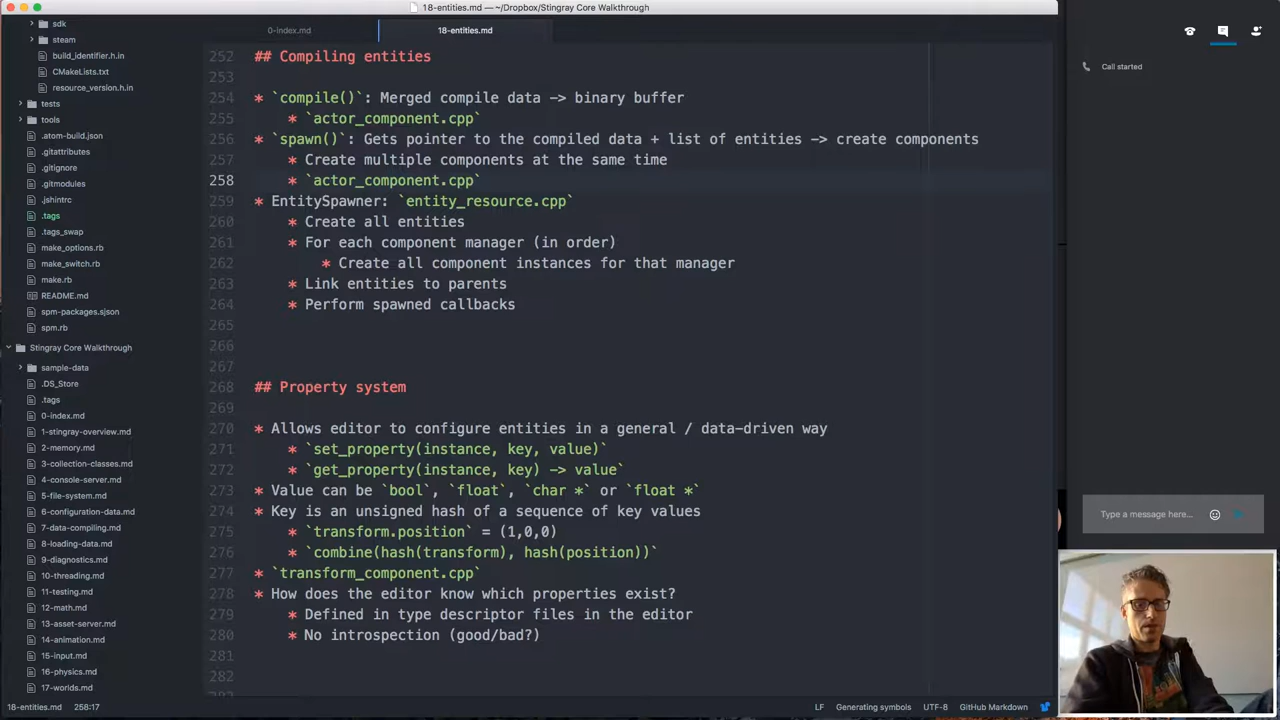 18-entities.md — ~/Dropbox/Stingray Core Walkthrough
sdk
steam
build_identifier.h.in
CMakeLists.txt
resource_version.h.in
tests
tools
.atom-build.json
.gitattributes
.gitignore
.gitmodules
.jshintrc
.tags
.tags_swap
make_options.rb
make_switch.rb
make.rb
README.md
spm-packages.sjson
spm.rb
Stingray Core Walkthrough
sample-data
.DS_Store
.tags
0-index.md
1-stingray-overview.md
2-memory.md
3-collection-classes.md
4-console-server.md
5-file-system.md
6-configuration-data.md
7-data-compiling.md
8-loading-data.md
9-diagnostics.md
10-threading.md
11-testing.md
12-math.md
13-asset-server.md
14-animation.md
15-input.md
16-physics.md
17-worlds.md
0-index.md
18-entities.md
252 ## Compiling entities
253
254 * `compile()`: Merged compile data -> binary buffer
255 * `actor_component.cpp`
256 * `spawn()`: Gets pointer to the compiled data + list of entities -> create components
257 * Create multiple components at the same time
258 * `actor_component.cpp`
259 * EntitySpawner: `entity_resource.cpp`
260 * Create all entities
261 * For each component manager (in order)
262 * Create all component instances for that manager
263 * Link entities to parents
264 * Perform spawned callbacks
265
266
267
268 ## Property system
269
270 * Allows editor to configure entities in a general / data-driven way
271 * `set_property(instance, key, value)`
272 * `get_property(instance, key) -> value`
273 * Value can be `bool`, `float`, `char *` or `float *`
274 * Key is an unsigned hash of a sequence of key values
275 * `transform.position` = (1,0,0)
276 * `combine(hash(transform), hash(position))`
277 * `transform_component.cpp`
278 * How does the editor know which properties exist?
279 * Defined in type descriptor files in the editor
280 * No introspection (good/bad?)
281
282
18-entities.md 258:17
LF Generating symbols UTF-8 GitHub Markdown
Call started
Type a message here...